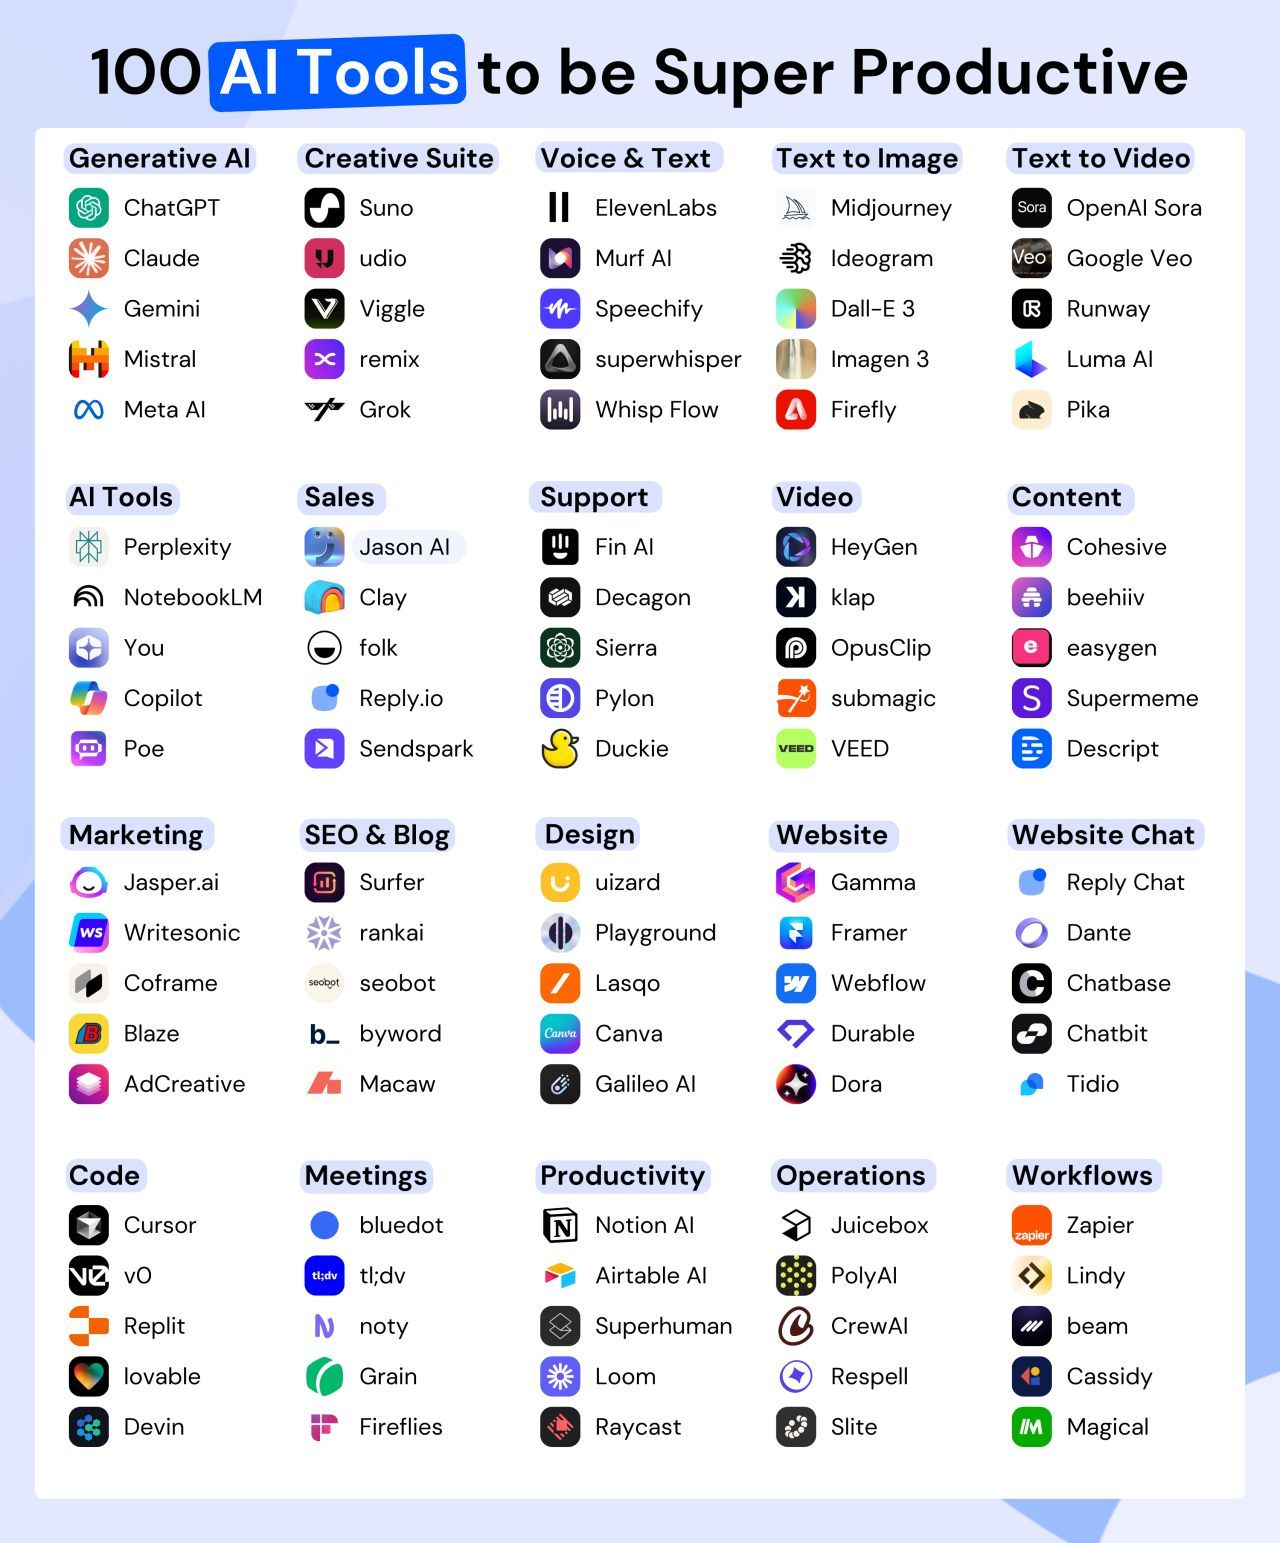 100 AI Tools to be Super Productive
Generative AI
ChatGPT
Claude
Gemini
Mistral
Meta AI
Creative Suite
Suno
udio
Viggle
remix
Grok
Voice & Text
ElevenLabs
Murf AI
Speechify
superwhisper
Whisp Flow
Text to Image
Midjourney
Ideogram
Dall-E 3
Imagen 3
Firefly
Text to Video
Sora
OpenAI Sora
Veo
Google Veo
Runway
Luma AI
Pika
AI Tools
Perplexity
NotebookLM
You
Copilot
Poe
Sales
Jason AI
Clay
folk
Reply.io
Sendspark
Support
Fin AI
Decagon
Sierra
Pylon
Duckie
Video
HeyGen
klap
OpusClip
submagic
VEED
VEED
Content
Cohesive
beehiiv
e
easygen
S
Supermeme
Descript
Marketing
Jasper.ai
WS
Writesonic
Coframe
B
Blaze
AdCreative
SEO & Blog
Surfer
rankai
seobot
seobot
b_
byword
Macaw
Design
uizard
Playground
Lasqo
Canva
Canva
Galileo AI
Website
Gamma
Framer
Webflow
Durable
Dora
Website Chat
Reply Chat
Dante
C
Chatbase
Chatbit
Tidio
Code
Cursor
v0
v0
Replit
lovable
Devin
Meetings
bluedot
tl;dv
tl;dv
noty
Grain
Fireflies
Productivity
N
Notion AI
Airtable AI
Superhuman
Loom
Raycast
Operations
Juicebox
PolyAI
CrewAI
Respell
Slite
Workflows
zapier
Zapier
Lindy
beam
Cassidy
Magical